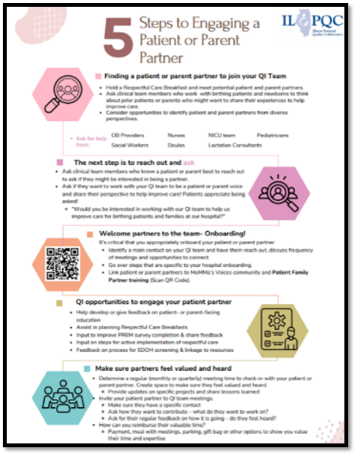 5 Steps to Engaging a
Patient or Parent
Partner
IL PQC
Illinois Perinatal
Quality Collaborative
Finding a patient or parent partner to join your QI Team
• Hold a Respectful Care Breakfast and meet potential patient and parent partners.
• Ask clinical team members who work with birthing patients and newborns to think
about prior patients or parents who might want to share their experiences to help
improve care.
• Consider opportunities to identify patient and parent partners from diverse
perspectives.
• Ask for help
from:
OB Providers Nurses NICU team Pediatricians
Social Workers Doulas Lactation Consultants
The next step is to reach out and ask
• Ask clinical team members who know a patient or parent best to reach out
to ask if they might be interested in being a partner.
• Ask if they want to work with your QI team to be a patient or parent voice
and share their perspective to help improve care! Patients appreciate being
asked!
• "Would you be interested in working with our QI team to help us
improve care for birthing patients and families at our hospital?"
Welcome partners to the team- Onboarding!
It's critical that you appropriately onboard your patient or parent partner
• Identify a main contact on your QI team and have them reach out, discuss frequency
of meetings and opportunities to connect
• Go over steps that are specific to your hospital onboarding.
• Link patient or parent partners to MoMMA's Voices community and Patient Family
Partner training (Scan QR Code).
QI opportunities to engage your patient partner
• Help develop or give feedback on patient- or parent-facing
education
• Assist in planning Respectful Care Breakfasts
• Input to improve PREM survey completion & share feedback
• Input on steps for active implementation of respectful care
• Feedback on process for SDOH screening & linkage to resources
Make sure partners feel valued and heard
• Determine a regular (monthly or quarterly) meeting time to check-in with your patient or
parent partner. Create space to make sure they feel valued and heard.
• Provide updates on specific projects and share lessons learned
• Invite your patient partner to QI team meetings.
• Make sure they have a specific contact
• Ask how they want to contribute - what do they want to work on?
• Ask for their regular feedback on how it is going - do they feel heard?
• How can you reimburse their valuable time?
• Payment, meal with meetings, parking, gift bag or other options to show you value
their time and expertise